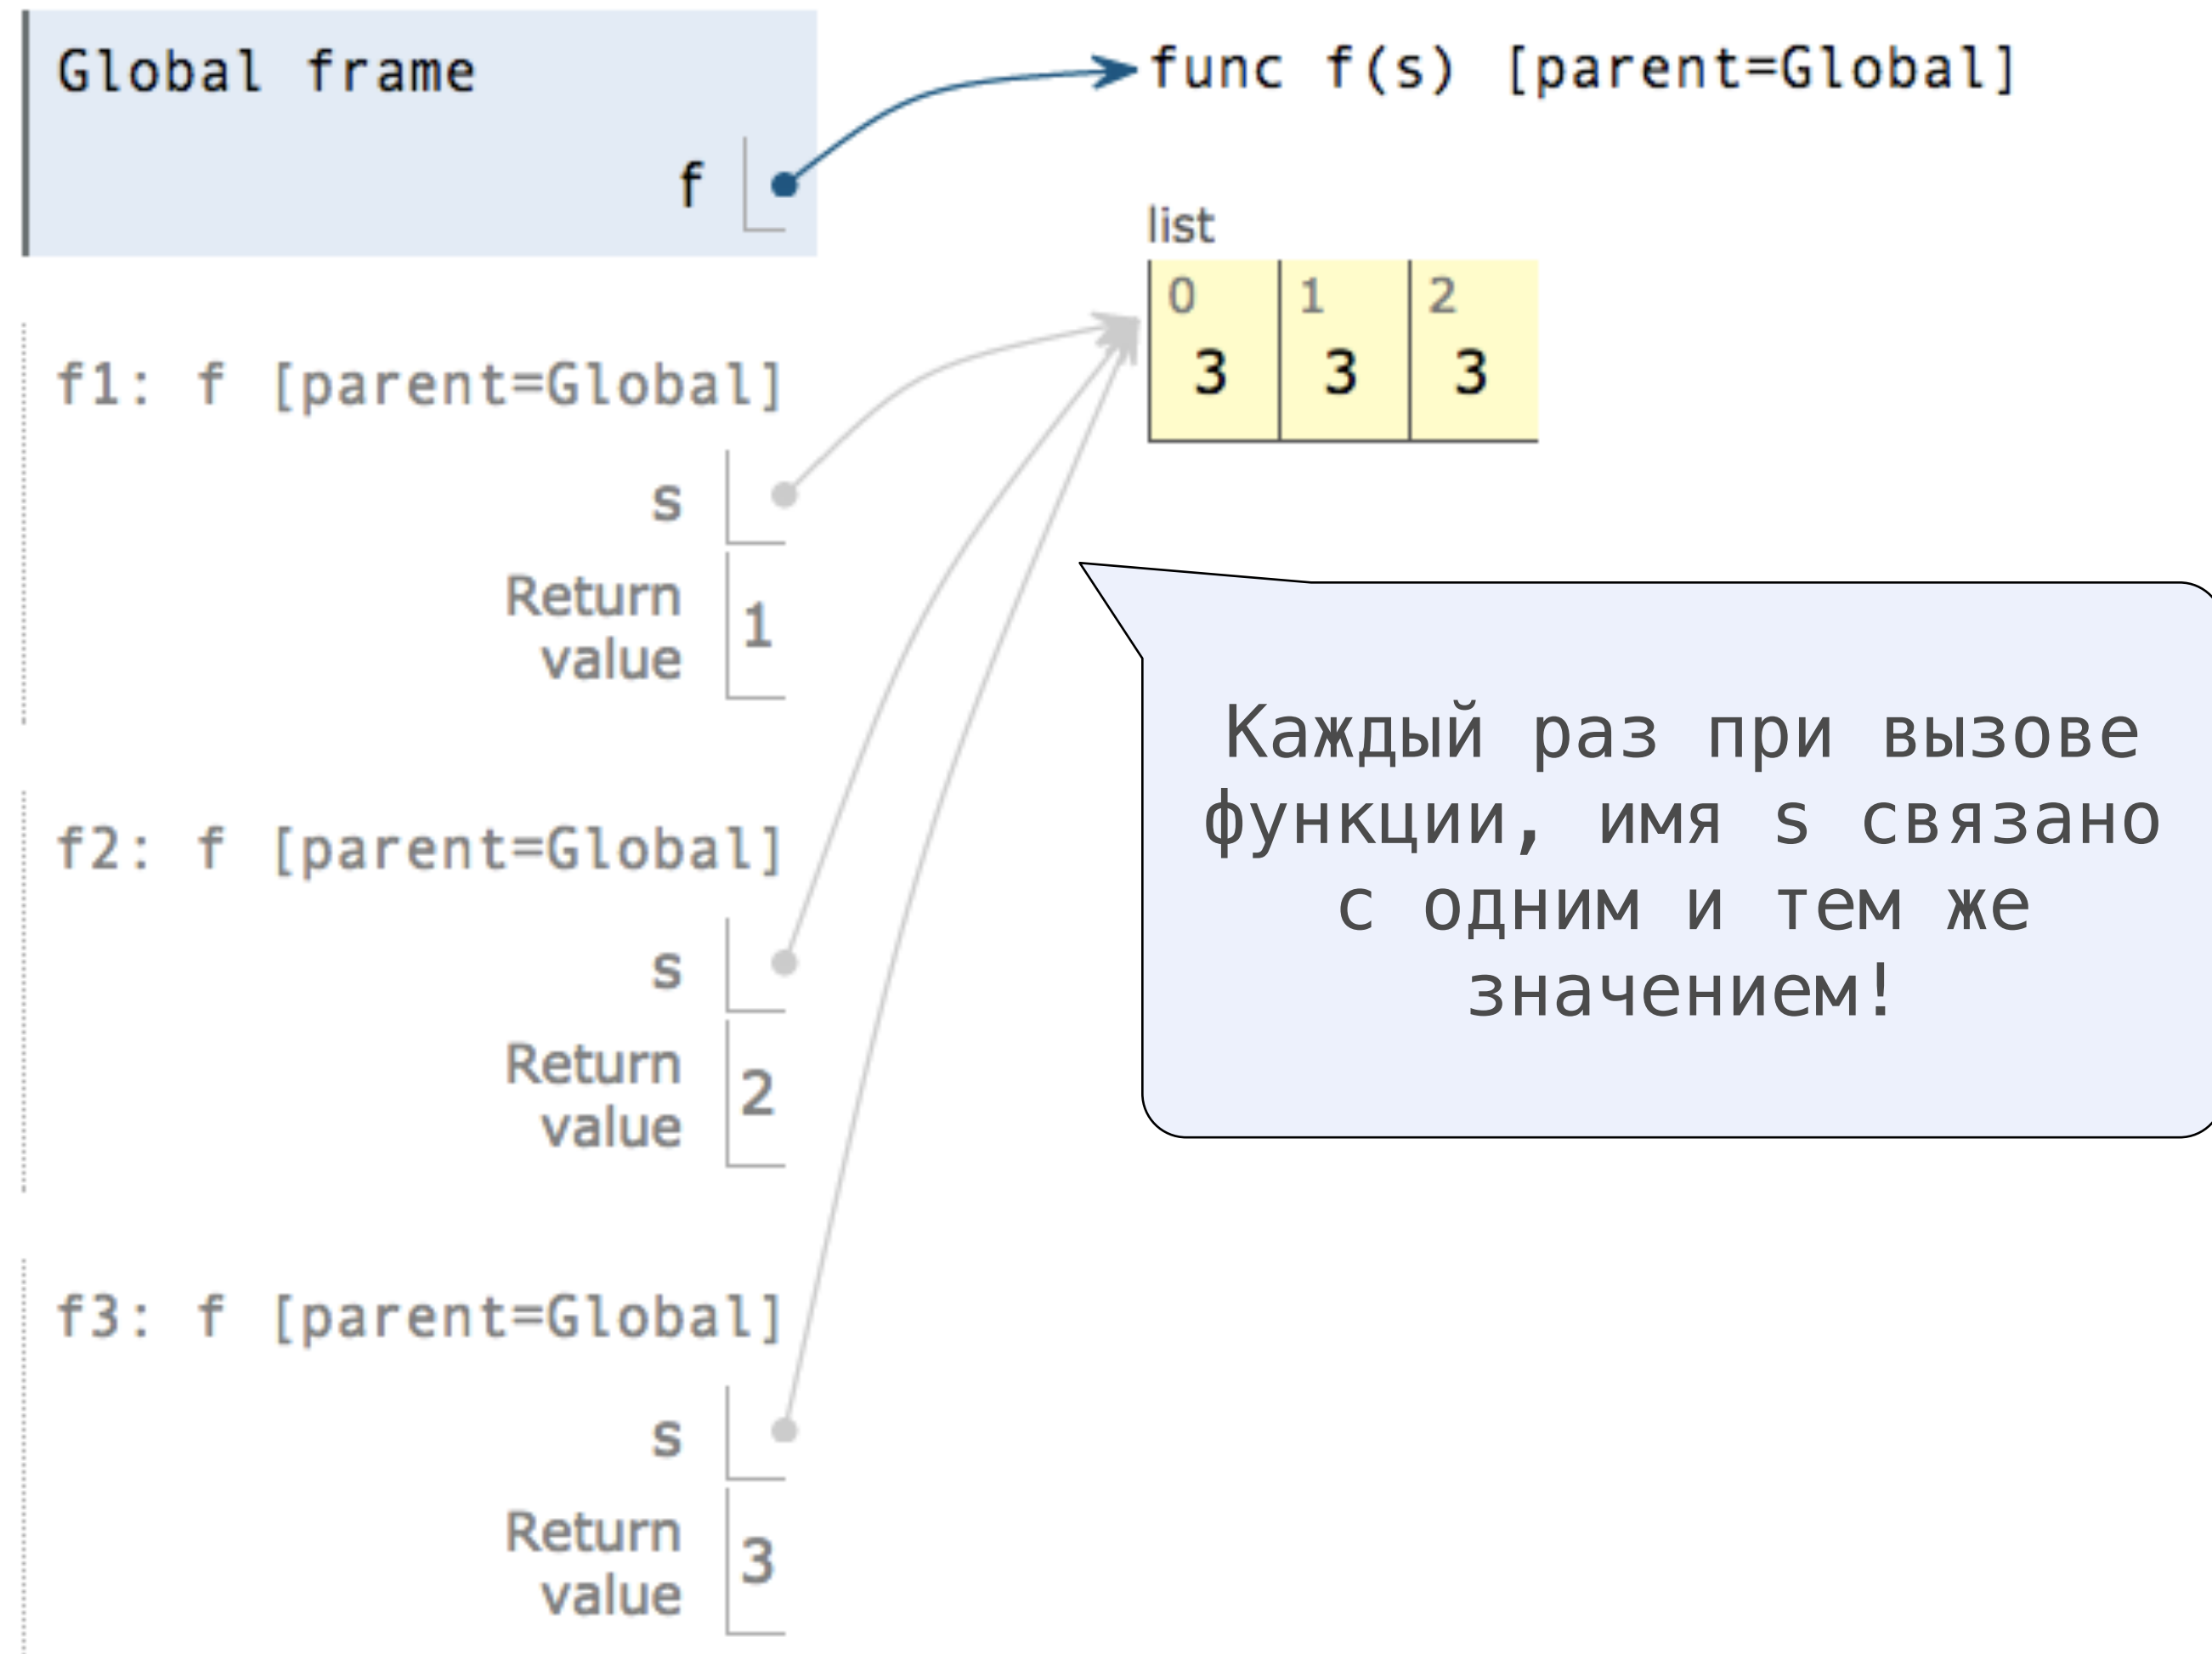 Global frame
f
func f(s) [parent=Global]
list
0 1 2
3 3 3
f1: f [parent=Global]
s
Return
value 1
f2: f [parent=Global]
s
Return
value 2
f3: f [parent=Global]
s
Return
value 3
Каждый раз при вызове
функции, имя s связано
с одним и тем же
значением!